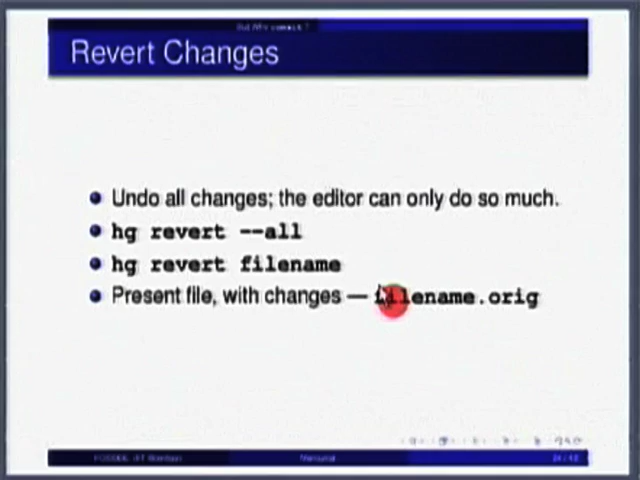 Revert Changes
Undo all changes; the editor can only do so much.
hg revert --all
hg revert filename
Present file, with changes — filename.orig